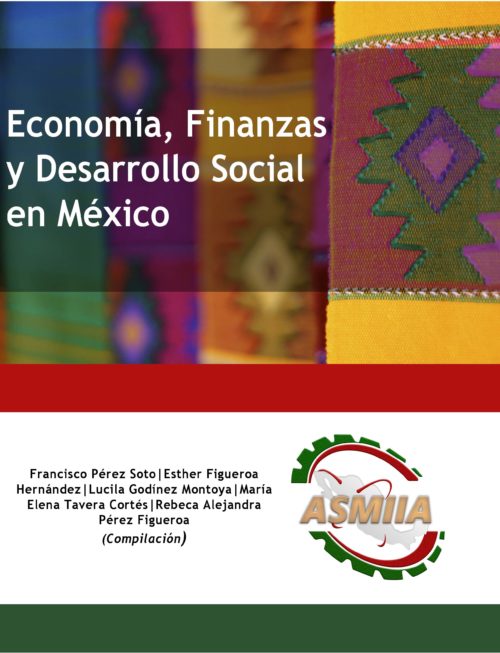 Economía, Finanzas
y Desarrollo Social
en México
Francisco Pérez Soto|Esther Figueroa
Hernández|Lucila Godínez Montoya|María
Elena Tavera Cortés|Rebeca Alejandra
Pérez Figueroa
(Compilación)
ASMIIA